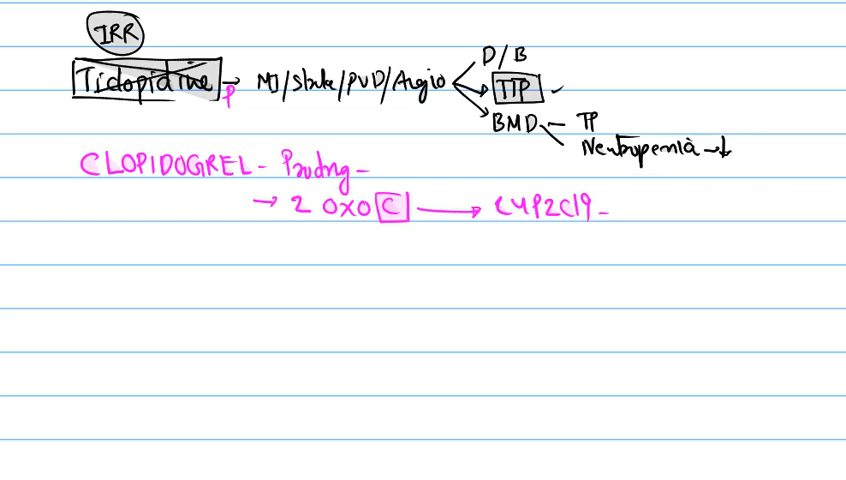 IRR
Ticlopidine → MI/Stroke/PVD/Angio
P
D/B
TTP ✓
BMD — TP
Neutropenia → ↓
CLOPIDOGREL - Prodrug -
→ 2 OXO C → CYP2C19 -